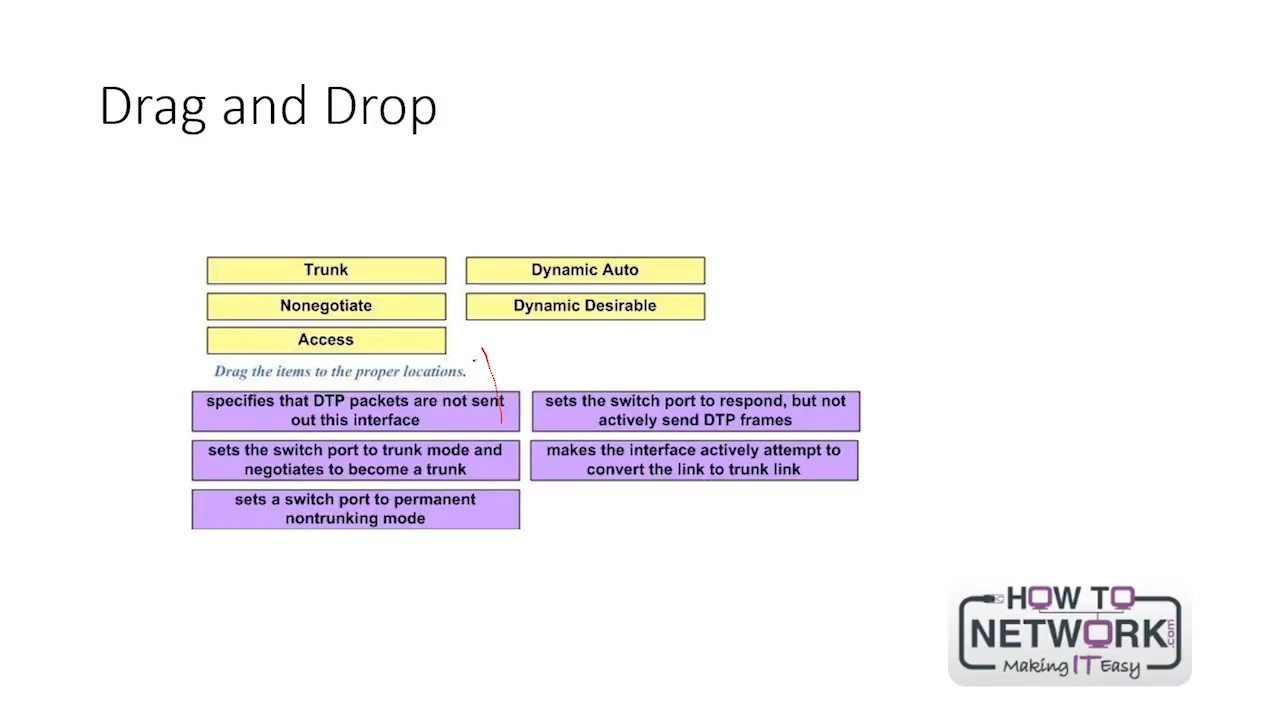 Drag and Drop
Trunk
Dynamic Auto
Nonegotiate
Dynamic Desirable
Access
Drag the items to the proper locations.
specifies that DTP packets are not sent
out this interface
sets the switch port to respond, but not
actively send DTP frames
sets the switch port to trunk mode and
negotiates to become a trunk
makes the interface actively attempt to
convert the link to trunk link
sets a switch port to permanent
nontrunking mode
HOW TO
NETWORK.com
Making IT Easy